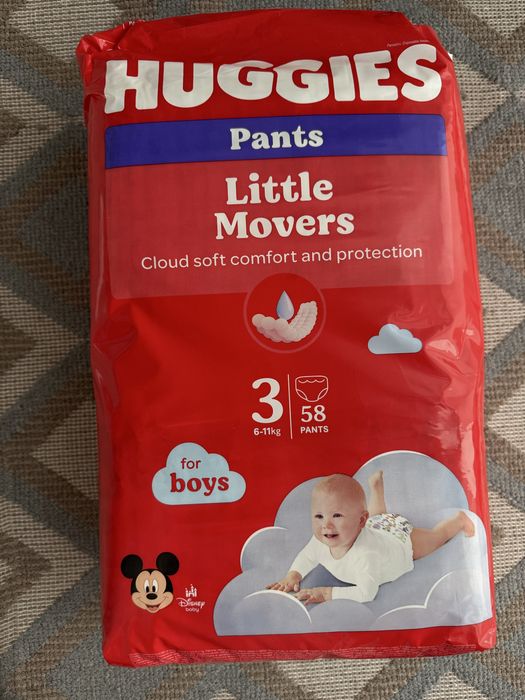 HUGGIES
Pants
Little
Movers
Cloud soft comfort and protection
3
6-11kg
58
PANTS
for
boys
Disney
baby